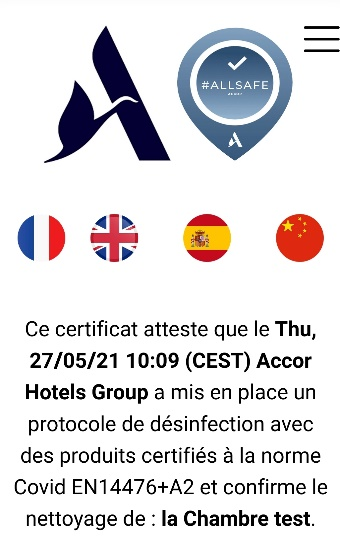 #ALLSAFE
ACCOR
Ce certificat atteste que le Thu,
27/05/21 10:09 (CEST) Accor
Hotels Group a mis en place un
protocole de désinfection avec
des produits certifiés à la norme
Covid EN14476+A2 et confirme le
nettoyage de : la Chambre test.